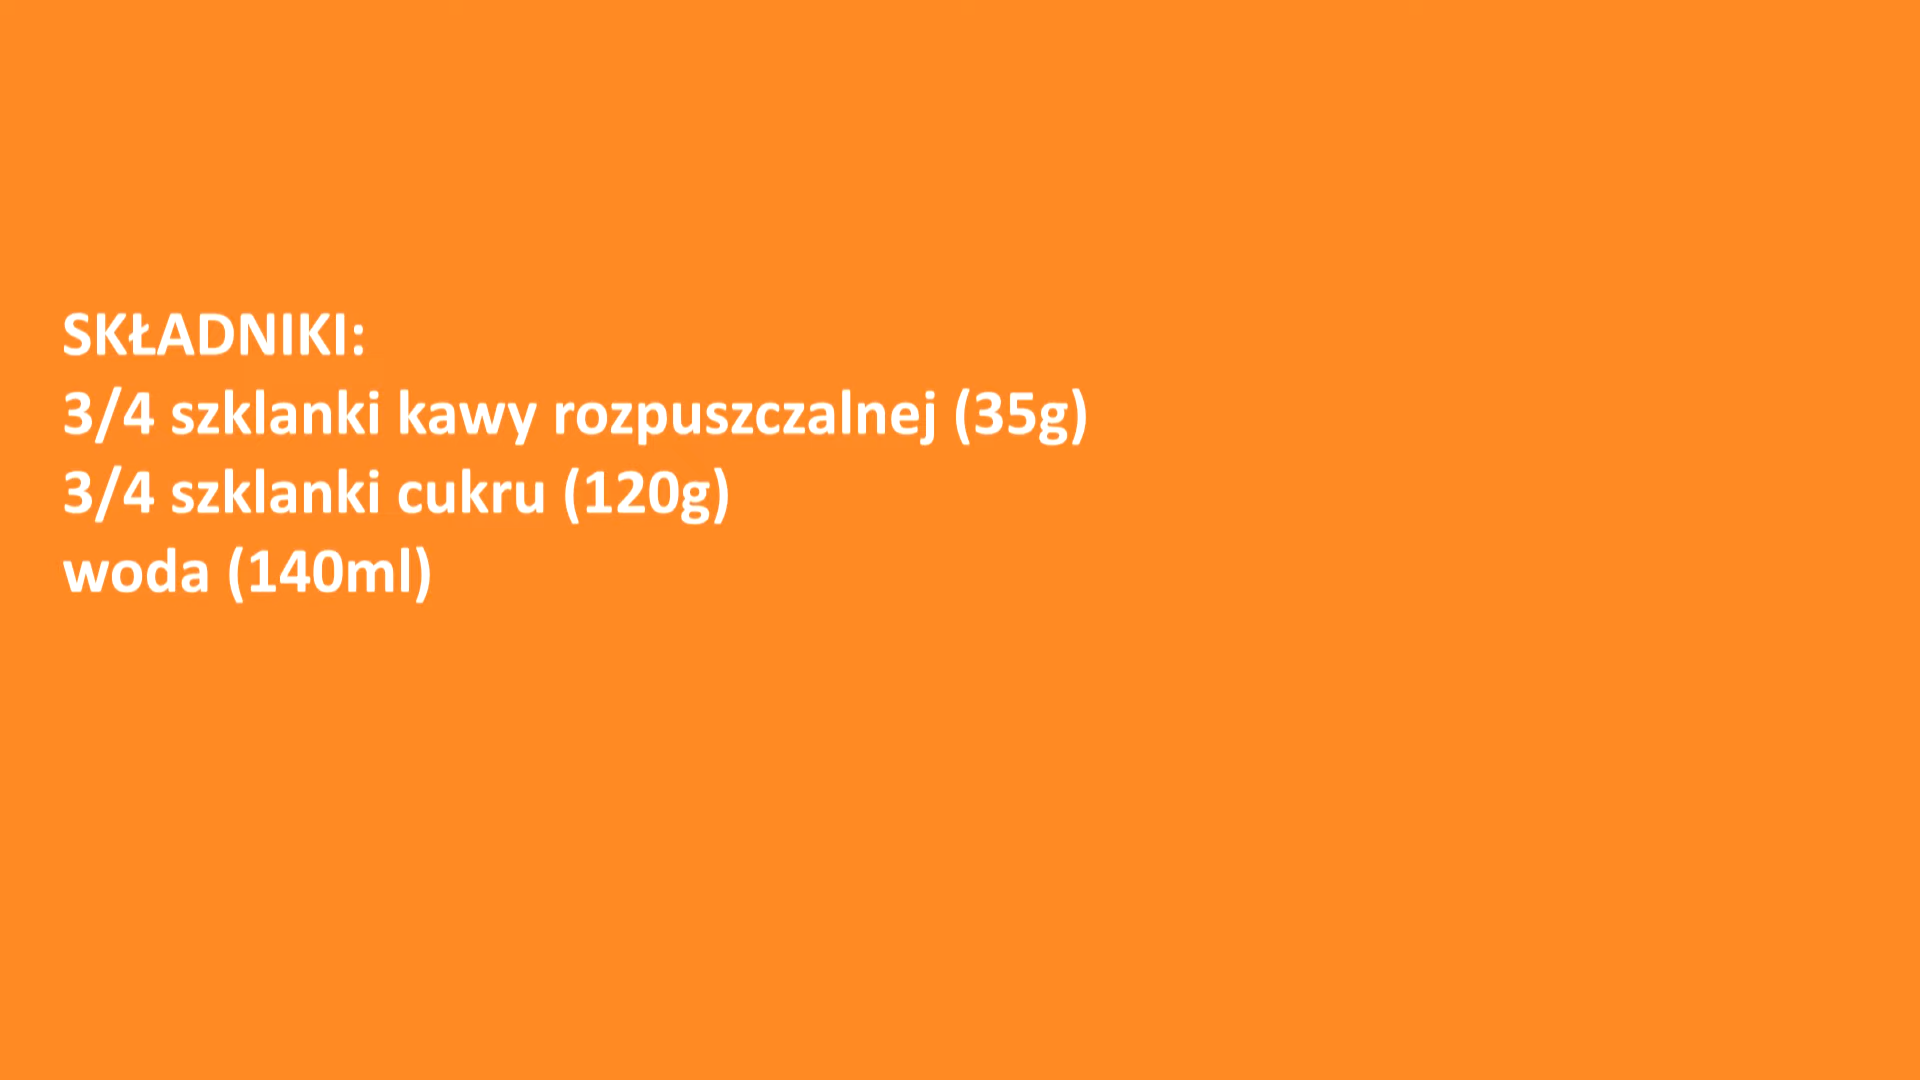 SKŁADNIKI:
3/4 szklanki kawy rozpuszczalnej (35g)
3/4 szklanki cukru (120g)
woda (140ml)